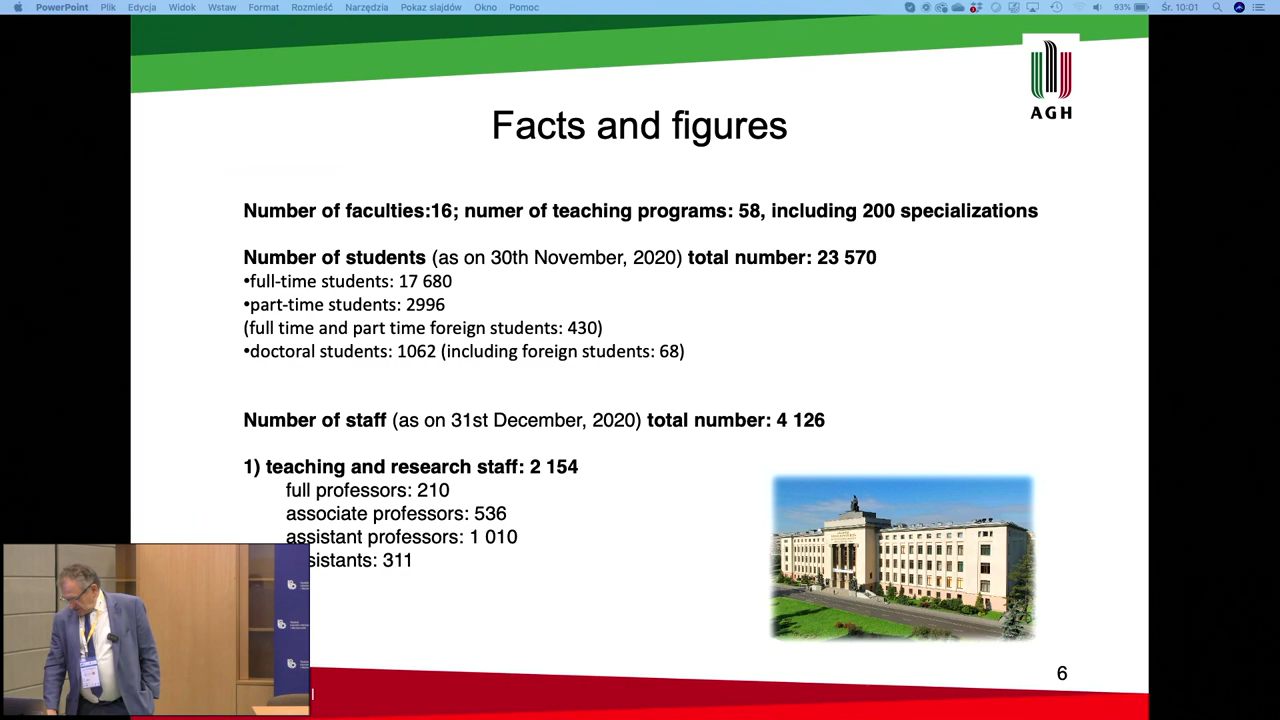 PowerPoint Plik Edycja Widok Wstaw Format Rozmieść Narzędzia Pokaz slajdów Okno Pomoc 93% Śr. 10:01
AGH
Facts and figures
Number of faculties:16; numer of teaching programs: 58, including 200 specializations
Number of students (as on 30th November, 2020) total number: 23 570
•full-time students: 17 680
•part-time students: 2996
(full time and part time foreign students: 430)
•doctoral students: 1062 (including foreign students: 68)
Number of staff (as on 31st December, 2020) total number: 4 126
1) teaching and research staff: 2 154
full professors: 210
associate professors: 536
assistant professors: 1 010
sistants: 311
6